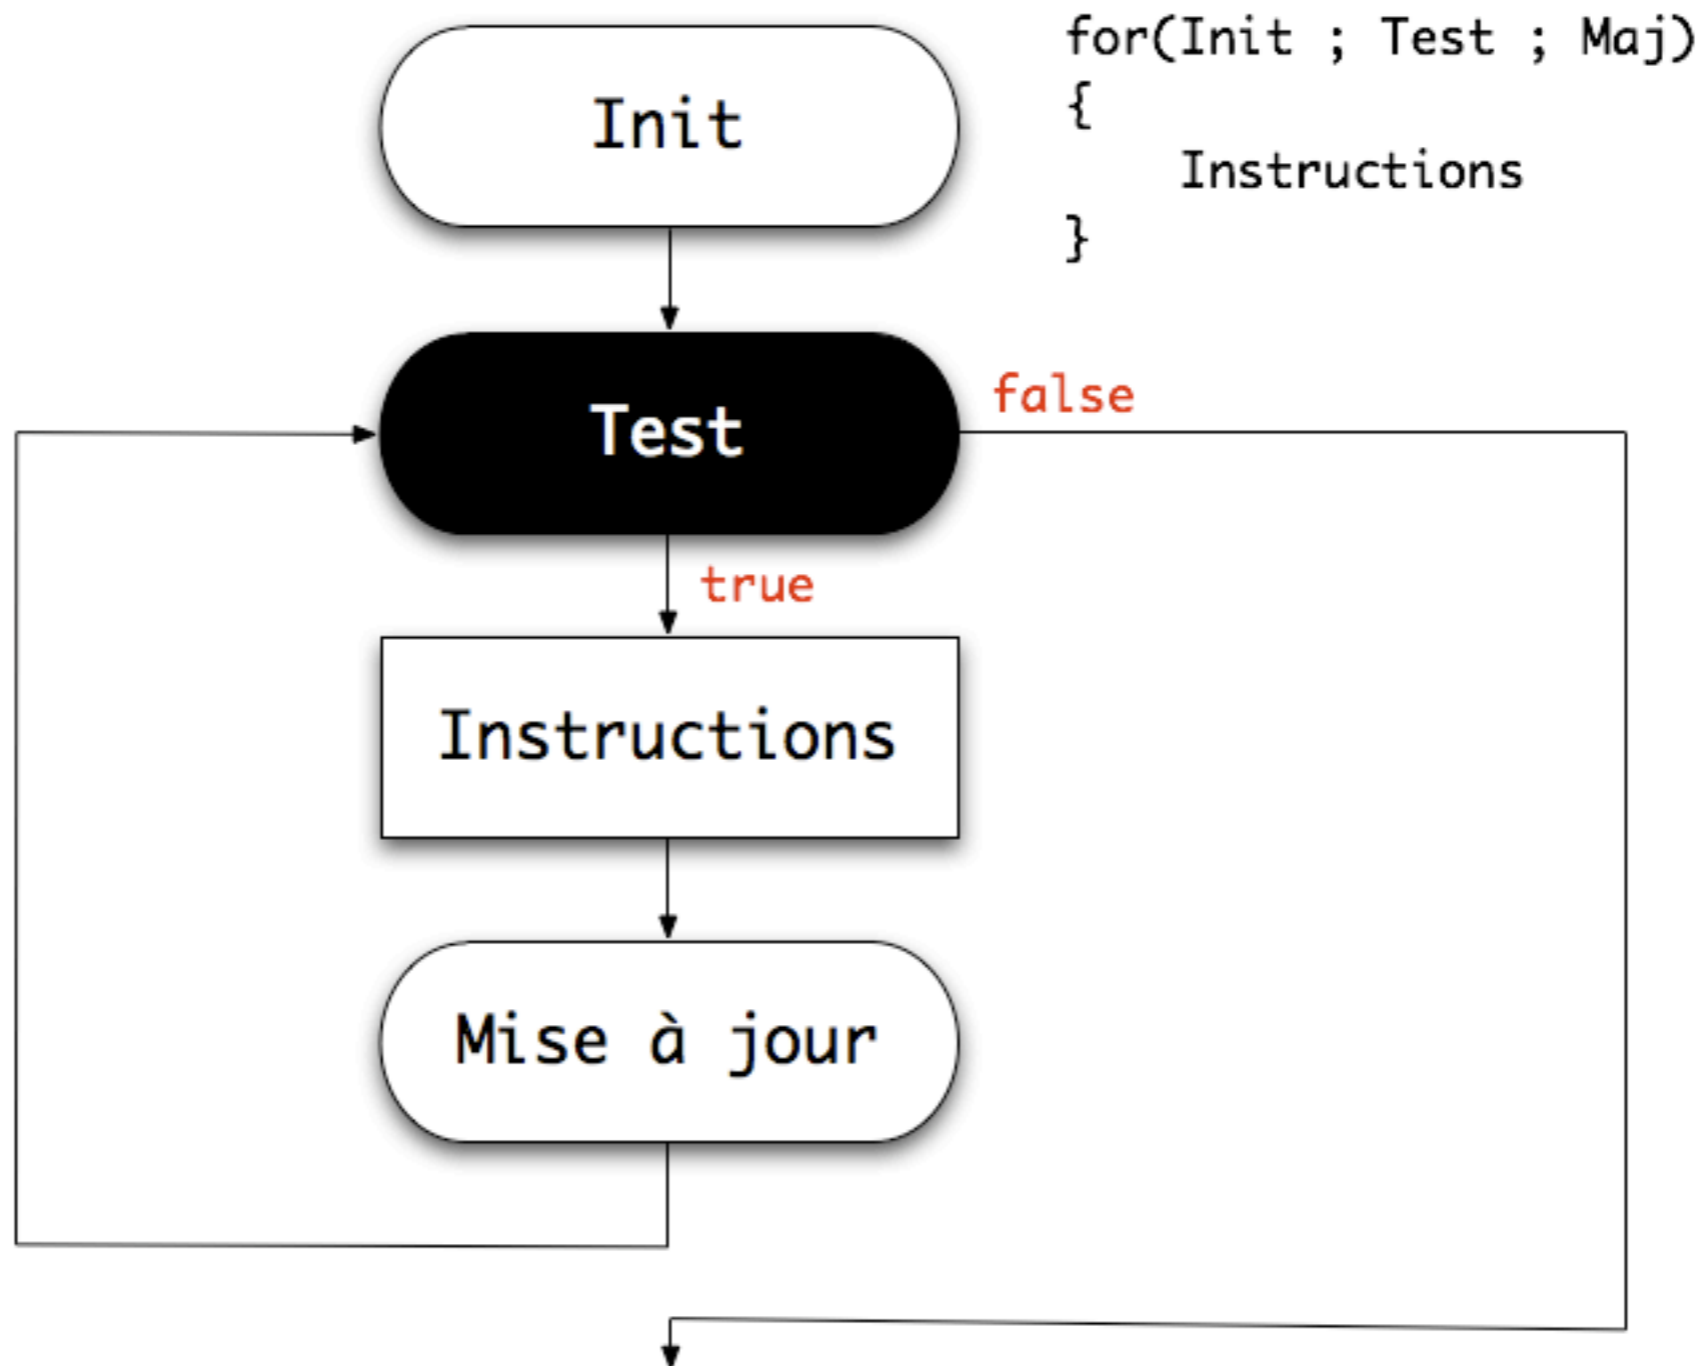 Init
for(Init ; Test ; Maj)
{
Instructions
}
Test
false
true
Instructions
Mise à jour